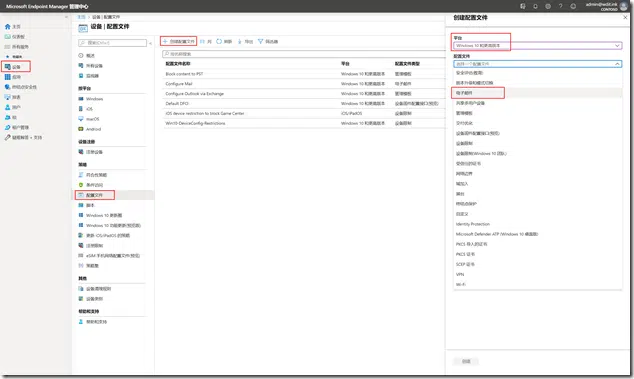 Microsoft Endpoint Manager 管理中心
admin@w10.ink
CONTOSO
主页
仪表板
所有服务
收藏夹
设备
应用
终结点安全性
报表
用户
组
租户管理
疑难解答 + 支持
主页 > 设备 | 配置文件
设备 | 配置文件
搜索(Ctrl+/)
概述
所有设备
监视器
按平台
Windows
iOS
macOS
Android
设备注册
注册设备
策略
符合性策略
条件访问
配置文件
脚本
Windows 10 更新圈
Windows 10 功能更新(预览版)
更新 iOS/iPadOS 的策略
注册限制
eSIM 手机网络配置文件(预览)
策略集
其他
设备清理规则
设备类别
帮助和支持
帮助和支持
创建配置文件
列
刷新
导出
筛选器
按名称搜索
配置文件名称 平台 配置文件类型
Block content to PST Windows 10 和更高版本 管理模板
Configure Mail Windows 10 和更高版本 电子邮件
Configure Outlook via Exchange Windows 10 和更高版本 管理模板
Default DFCI Windows 10 和更高版本 设备固件配置接口(预览)
iOS device restriction to block Game Center iOS/iPadOS 设备限制
Win10-DeviceConfig-Restrictions Windows 10 和更高版本 设备限制
创建配置文件
平台
Windows 10 和更高版本
配置文件
选择一个配置文件
版本升级和模式切换
电子邮件
共享多用户设备
管理模板
交付优化
设备固件配置接口(预览)
设备限制
设备限制(Windows 10 团队)
受信任的证书
网络边界
域加入
展台
终结点保护
自定义
Identity Protection
Microsoft Defender ATP (Windows 10 桌面版)
PKCS 导入的证书
PKCS 证书
SCEP 证书
VPN
Wi-Fi
创建